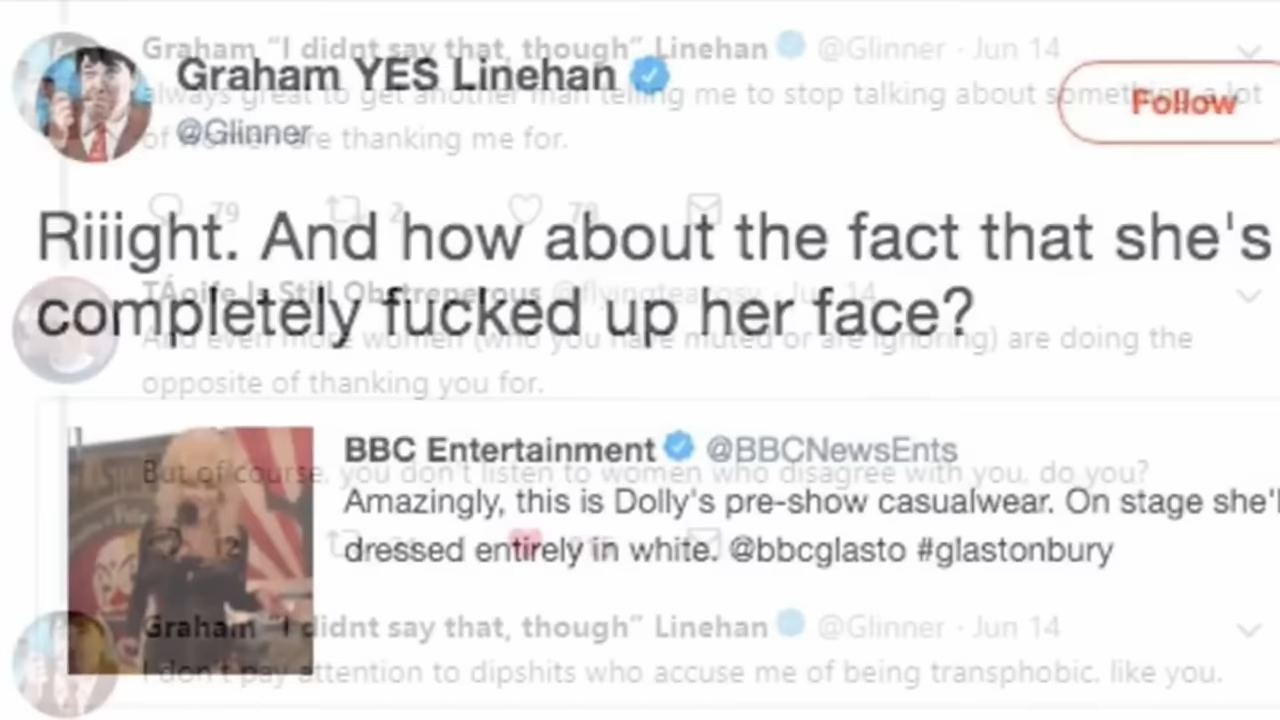 Graham “I didnt say that, though” Linehan @Glinner · Jun 14
always great to get another man telling me to stop talking about something a lot
of women are thanking me for.
79 2 78
Graham YES Linehan
@Glinner
Follow
Riiight. And how about the fact that she's
completely fucked up her face?
Is Still Obstreperous · Jun 14
And even more women (who you have muted or are ignoring) are doing the
opposite of thanking you for.
But of course, you don't listen to women who disagree with you, do you?
BBC Entertainment @BBCNewsEnts
Amazingly, this is Dolly's pre-show casualwear. On stage she'l
dressed entirely in white. @bbcglasto #glastonbury
Graham “I didnt say that, though” Linehan @Glinner · Jun 14
I don't pay attention to dipshits who accuse me of being transphobic. like you.